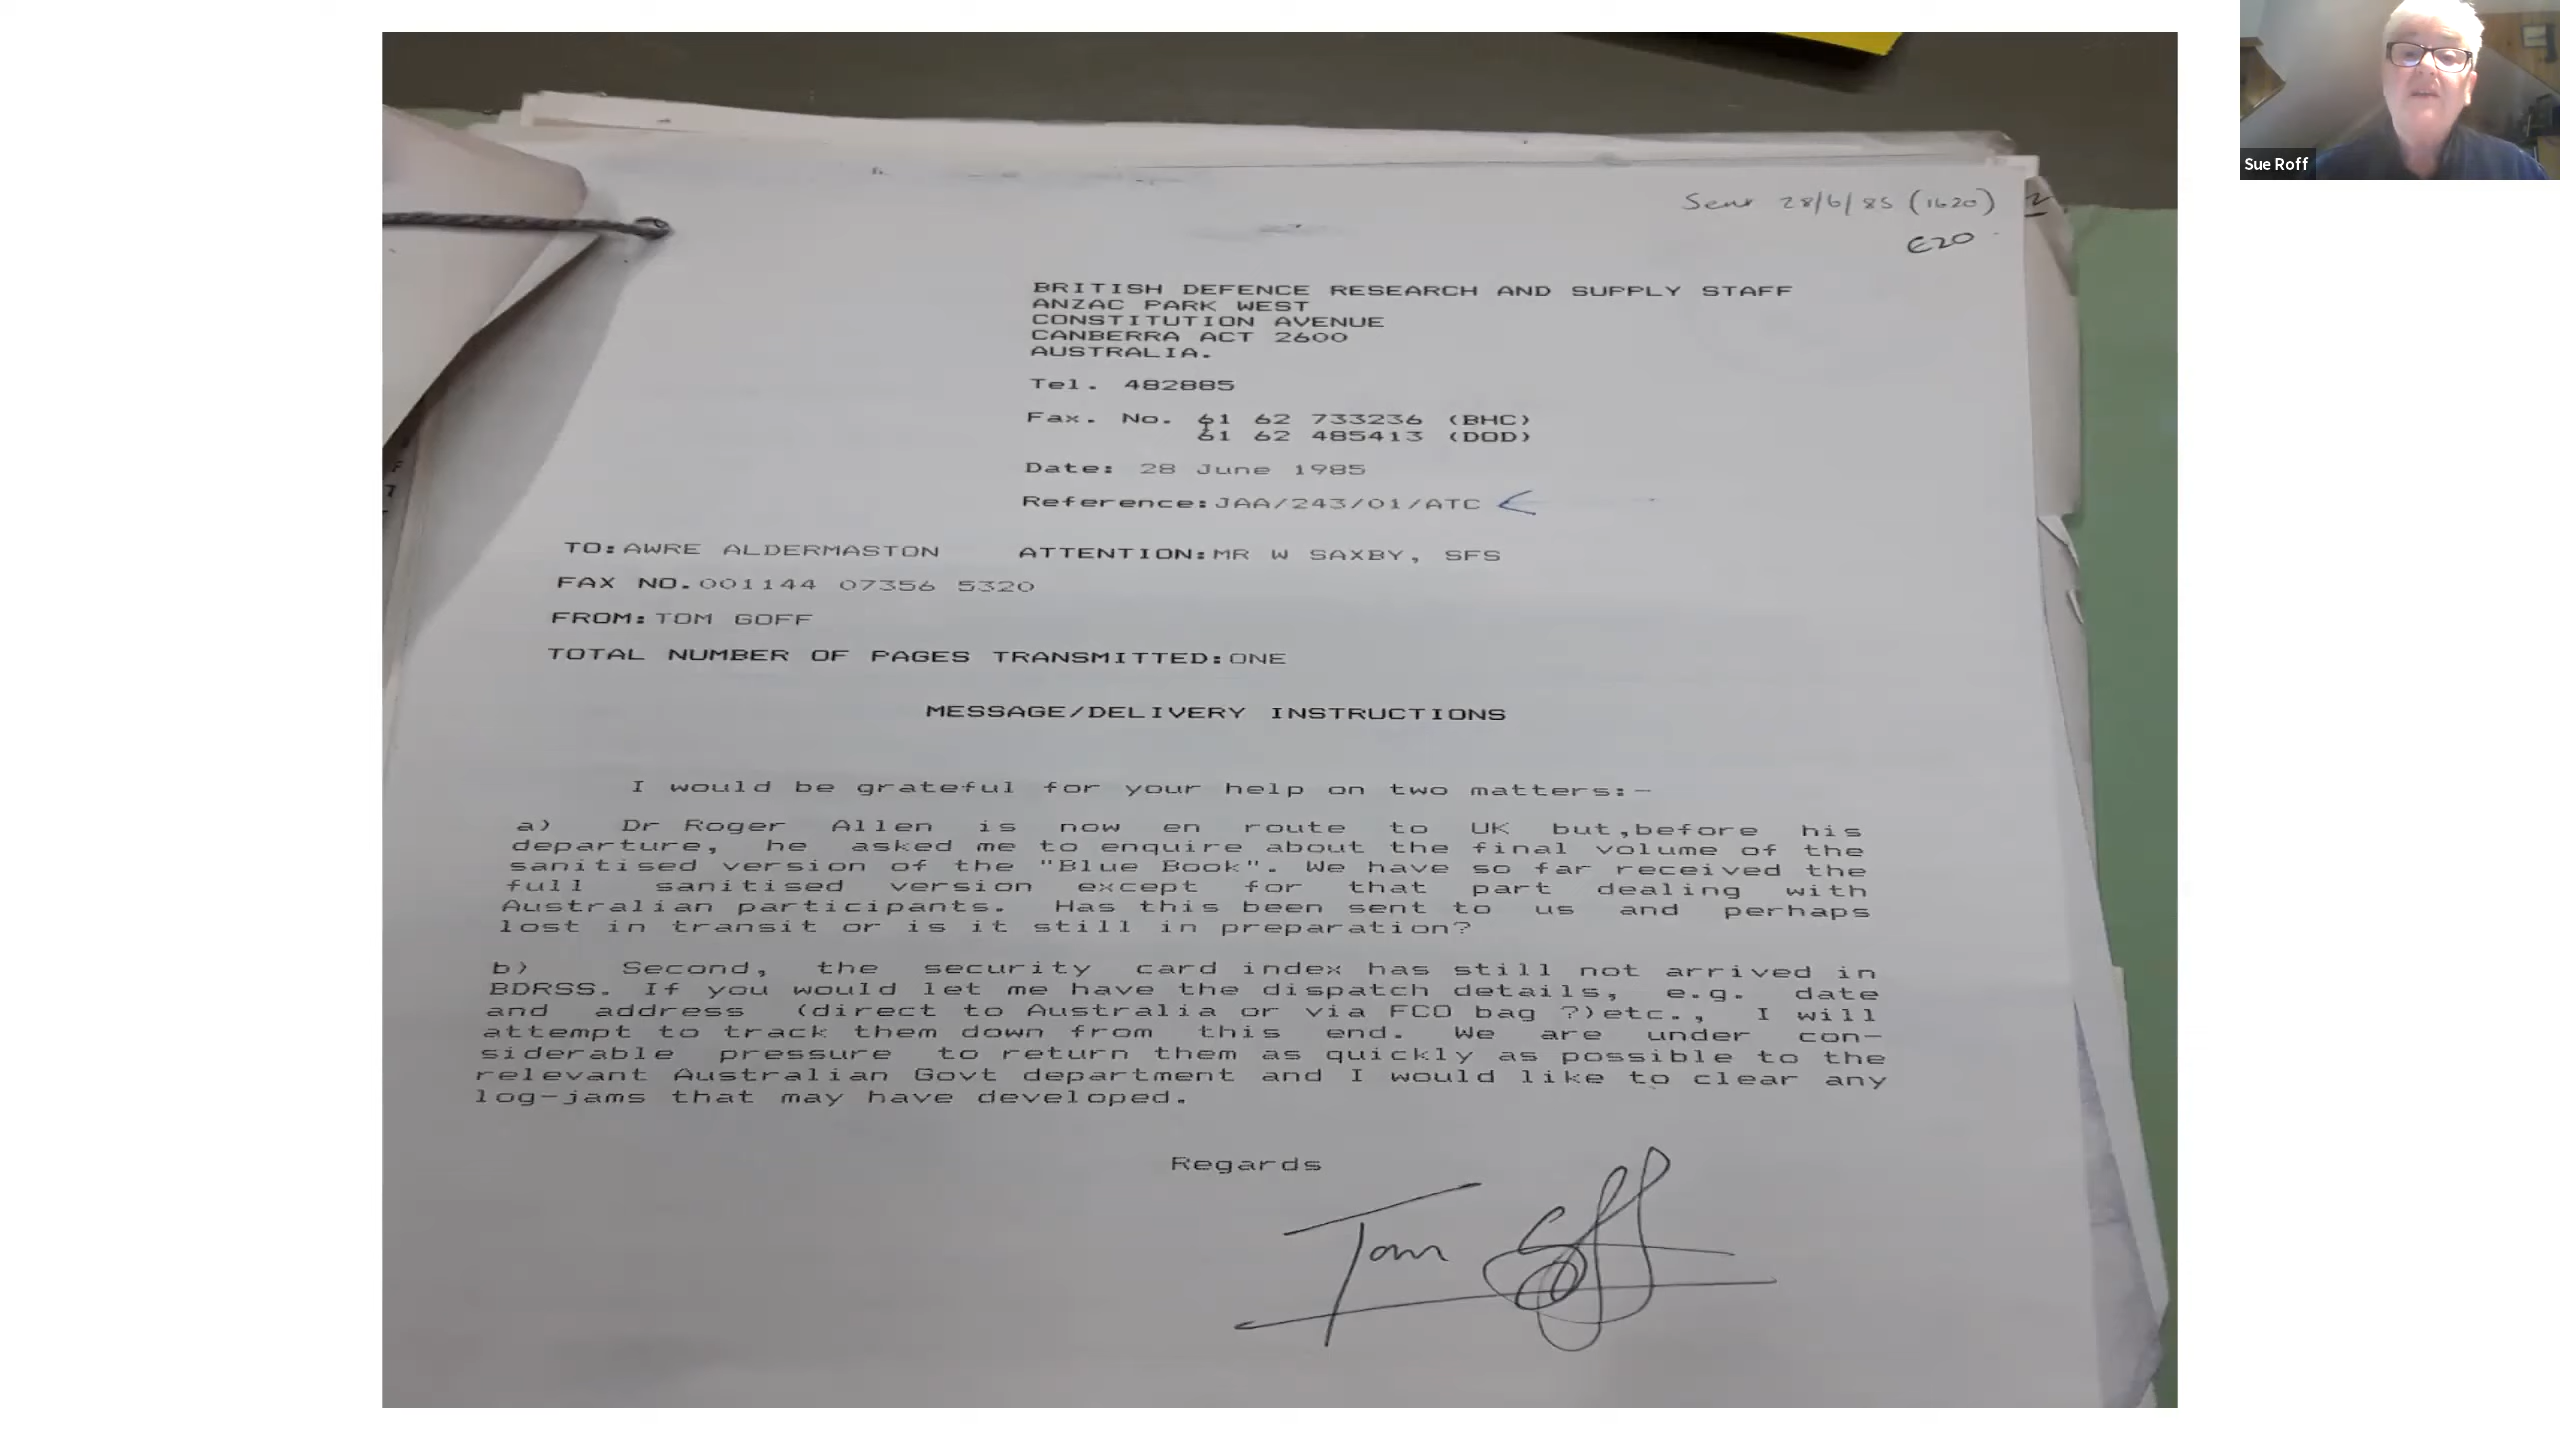 Sent 28/6/85 (1620)
E20
BRITISH DEFENCE RESEARCH AND SUPPLY STAFF
ANZAC PARK WEST
CONSTITUTION AVENUE
CANBERRA ACT 2600
AUSTRALIA.
Tel. 482885
Fax. No. 61 62 733236 (BHC)
61 62 485413 (DOD)
Date: 28 June 1985
Reference:JAA/243/01/ATC
TO:AWRE ALDERMASTON ATTENTION:MR W SAXBY, SFS
FAX NO.001144 07356 5320
FROM:TOM GOFF
TOTAL NUMBER OF PAGES TRANSMITTED:ONE
MESSAGE/DELIVERY INSTRUCTIONS
I would be grateful for your help on two matters:-
a) Dr Roger Allen is now en route to UK but,before his
departure, he asked me to enquire about the final volume of the
sanitised version of the "Blue Book". We have so far received the
full sanitised version except for that part dealing with
Australian participants. Has this been sent to us and perhaps
lost in transit or is it still in preparation?
b) Second, the security card index has still not arrived in
BDRSS. If you would let me have the dispatch details, e.g. date
and address (direct to Australia or via FCO bag ?)etc., I will
attempt to track them down from this end. We are under con-
siderable pressure to return them as quickly as possible to the
relevant Australian Govt department and I would like to clear any
log-jams that may have developed.
Regards
Tom Goff
Sue Roff